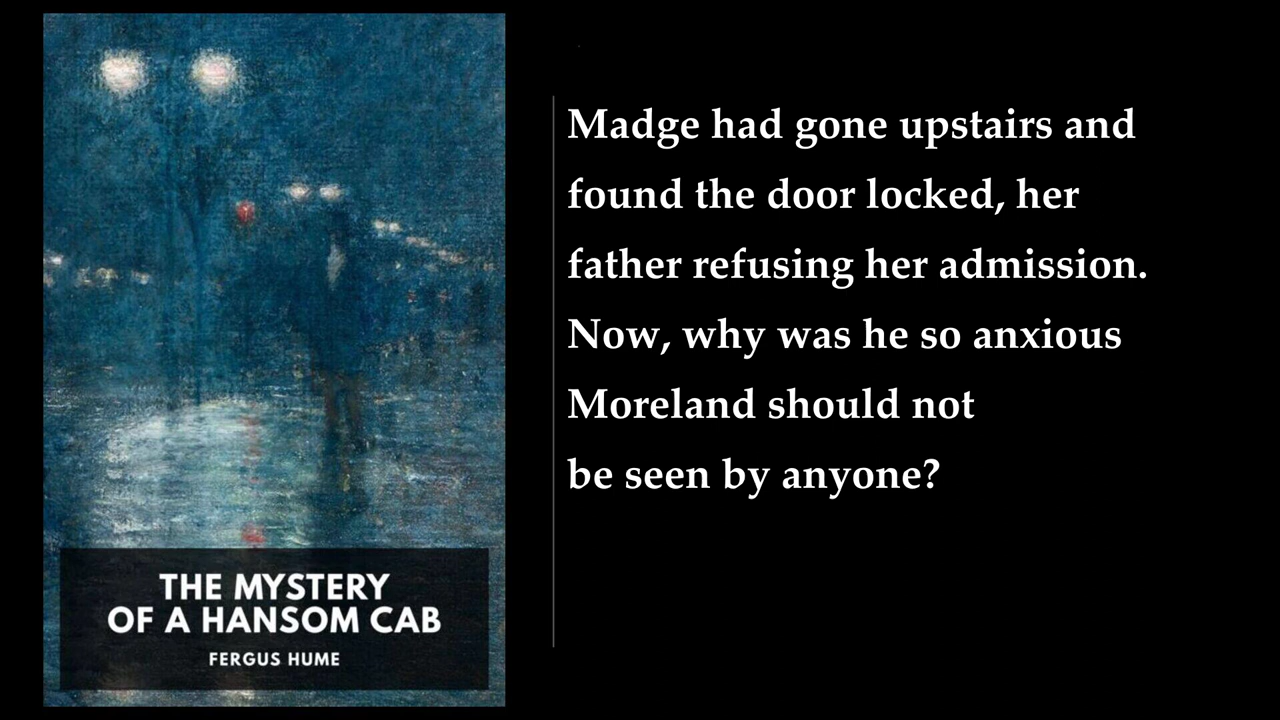 Madge had gone upstairs and
found the door locked, her
father refusing her admission.
Now, why was he so anxious
Moreland should not
be seen by anyone?
THE MYSTERY
OF A HANSOM CAB
FERGUS HUME